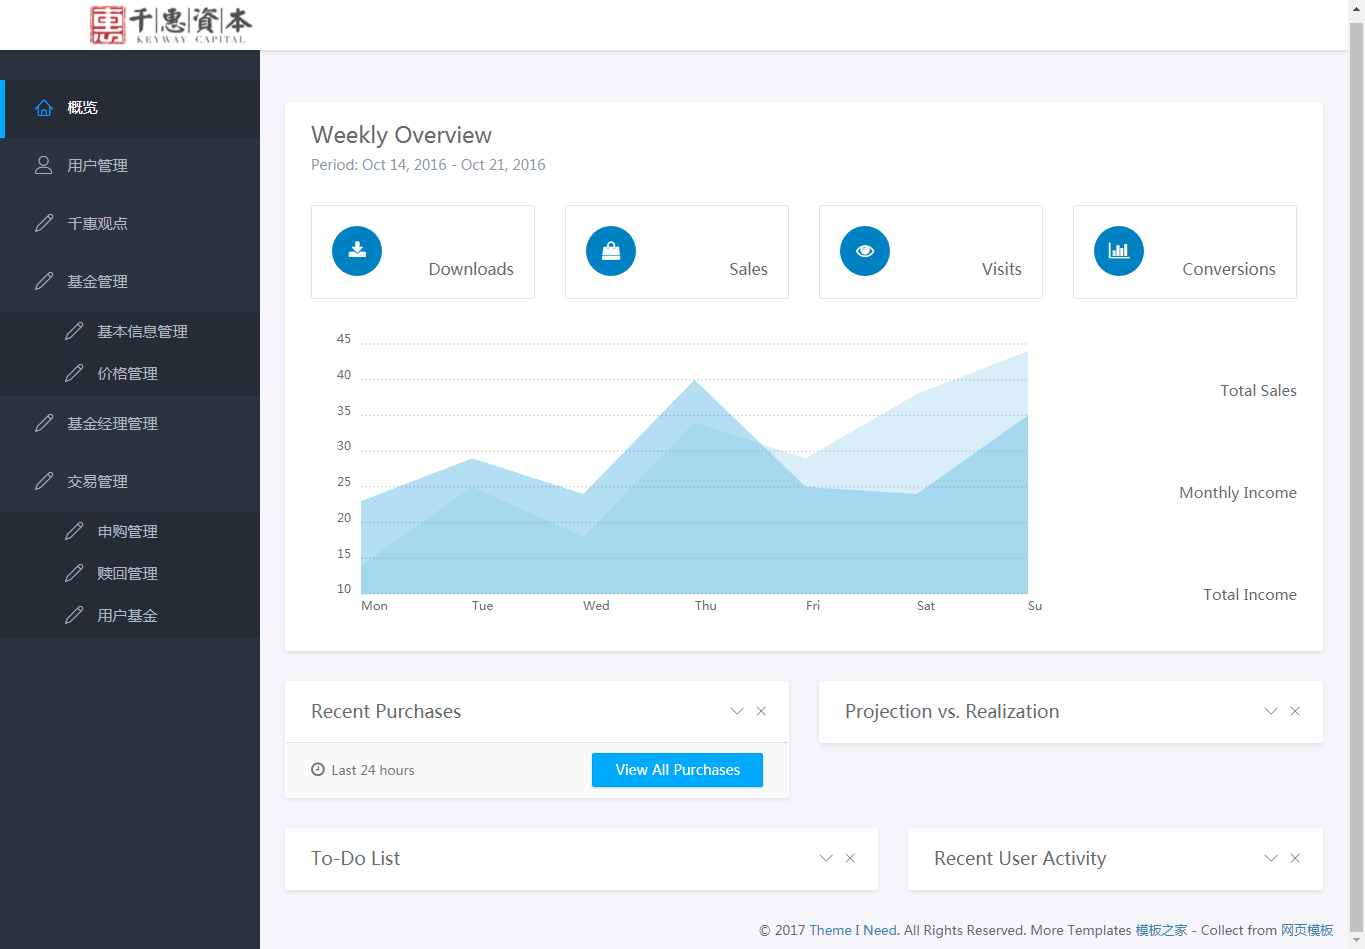 千惠資本
KEYWAY CAPITAL
概览
用户管理
千惠观点
基金管理
基本信息管理
价格管理
基金经理管理
交易管理
申购管理
赎回管理
用户基金
Weekly Overview
Period: Oct 14, 2016 - Oct 21, 2016
Downloads
Sales
Visits
Conversions
45
40
35
30
25
20
15
10
Mon Tue Wed Thu Fri Sat Su
Total Sales
Monthly Income
Total Income
Recent Purchases
Last 24 hours
View All Purchases
Projection vs. Realization
To-Do List
Recent User Activity
© 2017 Theme I Need. All Rights Reserved. More Templates 模板之家 - Collect from 网页模板